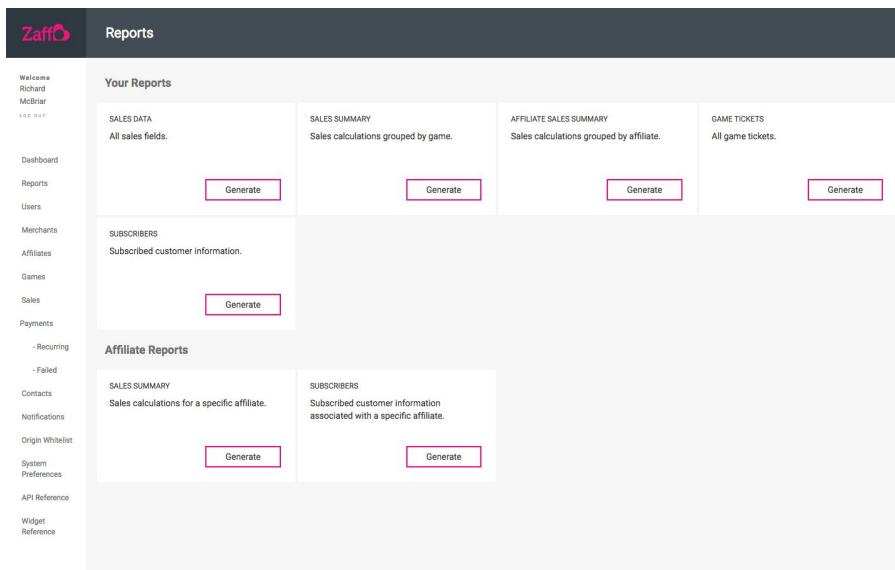 Zaffo
Reports
Welcome
Richard
McBriar
LOG OUT
Dashboard
Reports
Users
Merchants
Affiliates
Games
Sales
Payments
- Recurring
- Failed
Contacts
Notifications
Origin Whitelist
System
Preferences
API Reference
Widget
Reference
Your Reports
SALES DATA
All sales fields.
Generate
SALES SUMMARY
Sales calculations grouped by game.
Generate
AFFILIATE SALES SUMMARY
Sales calculations grouped by affiliate.
Generate
GAME TICKETS
All game tickets.
Generate
SUBSCRIBERS
Subscribed customer information.
Generate
Affiliate Reports
SALES SUMMARY
Sales calculations for a specific affiliate.
Generate
SUBSCRIBERS
Subscribed customer information
associated with a specific affiliate.
Generate